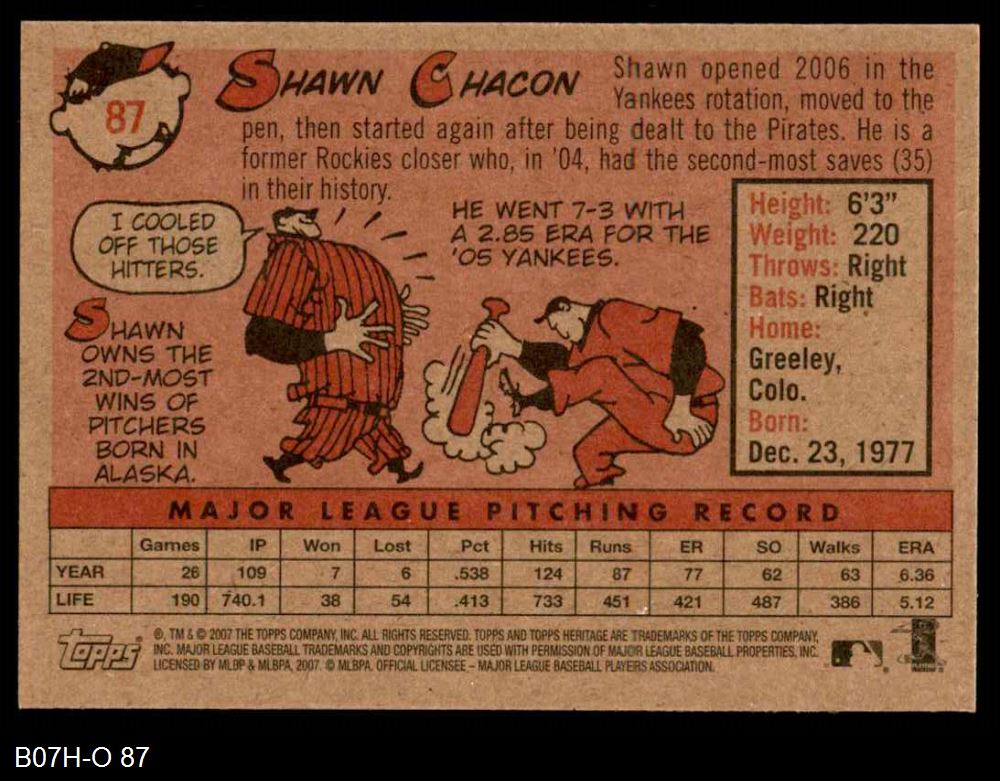 87
SHAWN CHACON
Shawn opened 2006 in the
Yankees rotation, moved to the
pen, then started again after being dealt to the Pirates. He is a
former Rockies closer who, in '04, had the second-most saves (35)
in their history.
I COOLED
OFF THOSE
HITTERS.
HE WENT 7-3 WITH
A 2.85 ERA FOR THE
'05 YANKEES.
SHAWN
OWNS THE
2ND-MOST
WINS OF
PITCHERS
BORN IN
ALASKA.
Height: 6'3"
Weight: 220
Throws: Right
Bats: Right
Home:
Greeley,
Colo.
Born:
Dec. 23, 1977
MAJOR LEAGUE PITCHING RECORD
Games IP Won Lost Pct Hits Runs ER SO Walks ERA
YEAR 26 109 7 6 .538 124 87 77 62 63 6.36
LIFE 190 740.1 38 54 .413 733 451 421 487 386 5.12
Topps
®, TM & © 2007 THE TOPPS COMPANY, INC. ALL RIGHTS RESERVED. TOPPS AND TOPPS HERITAGE ARE TRADEMARKS OF THE TOPPS COMPANY,
INC. MAJOR LEAGUE BASEBALL TRADEMARKS AND COPYRIGHTS ARE USED WITH PERMISSION OF MAJOR LEAGUE BASEBALL PROPERTIES, INC.
LICENSED BY MLBP & MLBPA, 2007. © MLBPA. OFFICIAL LICENSEE – MAJOR LEAGUE BASEBALL PLAYERS ASSOCIATION.
B07H-O 87